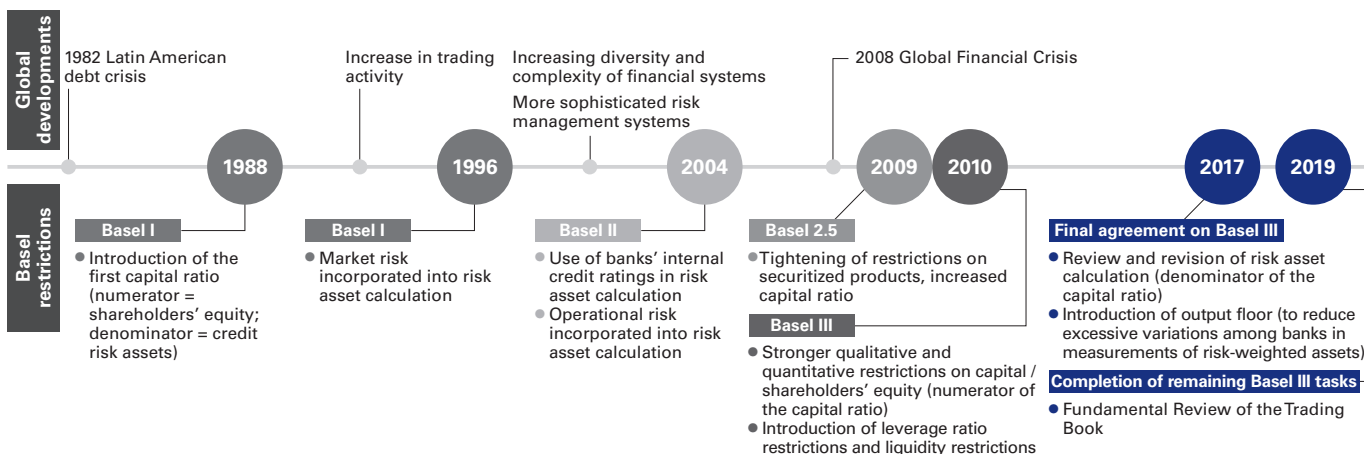 Global
developments
1982 Latin American
debt crisis
Increase in trading
activity
Increasing diversity and
complexity of financial systems
More sophisticated risk
management systems
2008 Global Financial Crisis
1988
1996
2004
2009
2010
2017
2019
Basel
restrictions
Basel I
● Introduction of the
first capital ratio
(numerator =
shareholders' equity;
denominator = credit
risk assets)
Basel I
● Market risk
incorporated into risk
asset calculation
Basel II
● Use of banks' internal
credit ratings in risk
asset calculation
● Operational risk
incorporated into risk
asset calculation
Basel 2.5
● Tightening of restrictions on
securitized products, increased
capital ratio
Basel III
● Stronger qualitative and
quantitative restrictions on capital /
shareholders' equity (numerator of
the capital ratio)
● Introduction of leverage ratio
restrictions and liquidity restrictions
Final agreement on Basel III
● Review and revision of risk asset
calculation (denominator of the
capital ratio)
● Introduction of output floor (to reduce
excessive variations among banks in
measurements of risk-weighted assets)
Completion of remaining Basel III tasks
● Fundamental Review of the Trading
Book